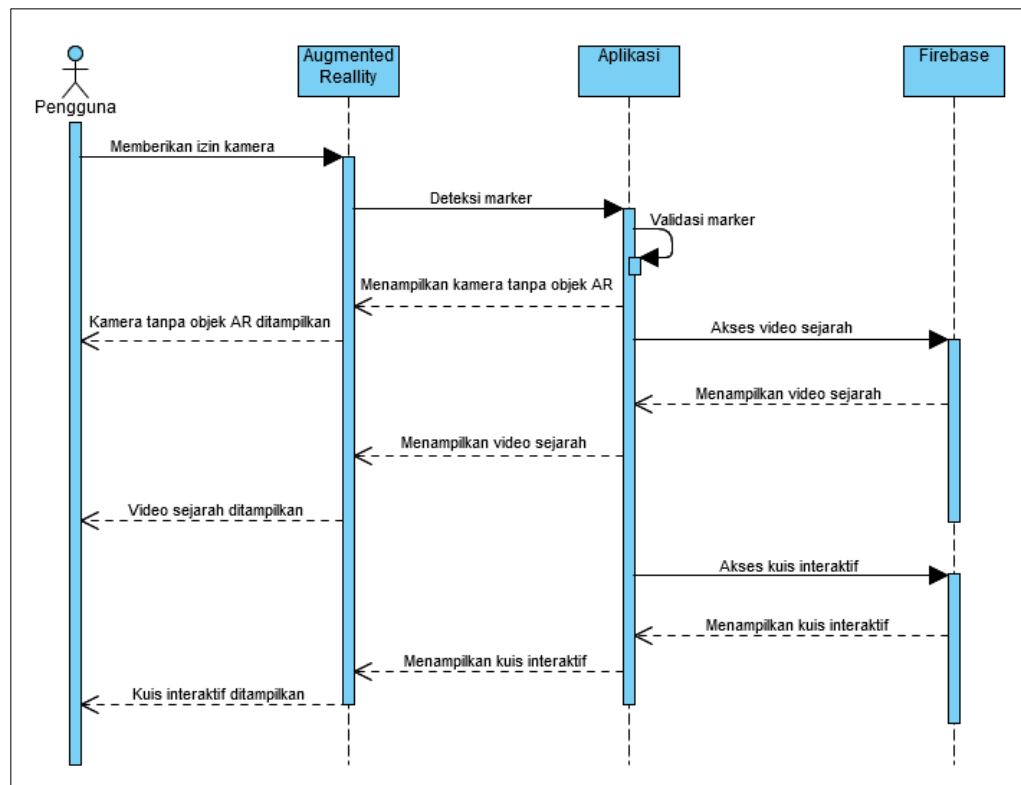 Augmented
Reallity
Aplikasi
Firebase
Pengguna
Memberikan izin kamera
Deteksi marker
Validasi marker
Menampilkan kamera tanpa objek AR
Kamera tanpa objek AR ditampilkan
Akses video sejarah
Menampilkan video sejarah
Menampilkan video sejarah
Video sejarah ditampilkan
Akses kuis interaktif
Menampilkan kuis interaktif
Menampilkan kuis interaktif
Kuis interaktif ditampilkan